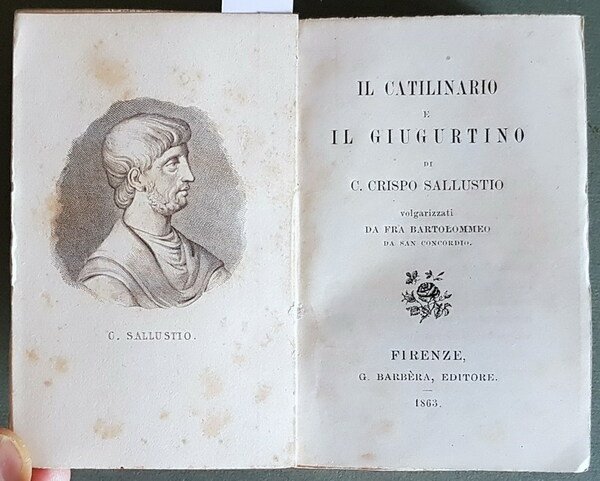 C. SALLUSTIO.
IL CATILINARIO
E
IL GIUGURTINO
DI
C. CRISPO SALLUSTIO
volgarizzati
DA FRA BARTOLOMMEO
DA SAN CONCORDIO.
FIRENZE,
G. BARBÈRA, EDITORE.
1863.